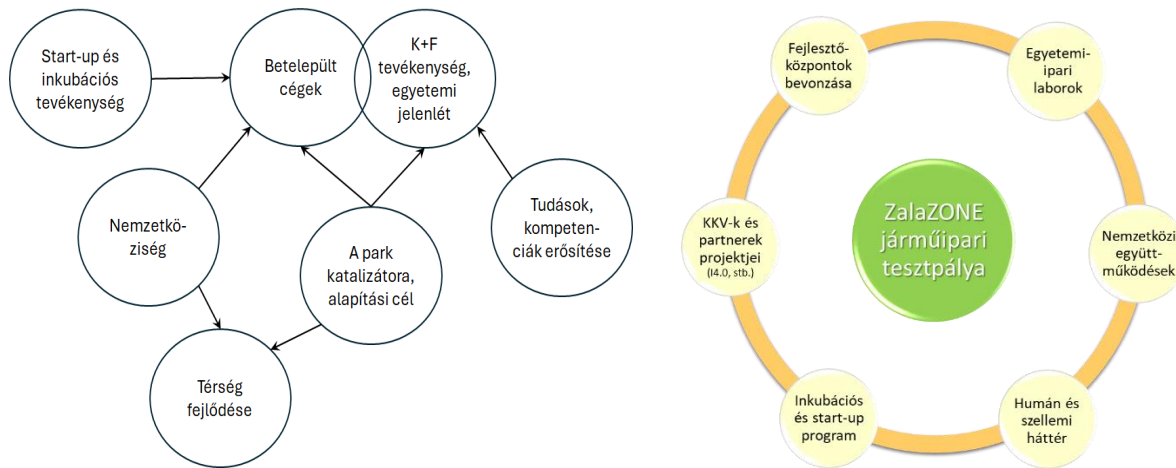 Start-up és
inkubációs
tevékenység
Betelepült
cégek
K+F
tevékenység,
egyetemi
jelenlét
Nemzetkö-
ziség
A park
katalizátora,
alapítási cél
Tudások,
kompeten-
ciák erősítése
Térség
fejlődése
Fejlesztő-
központok
bevonzása
Egyetemi-
ipari
laborok
KKV-k és
partnerek
projektjei
(I4.0, stb.)
ZalaZONE
járműipari
tesztpálya
Nemzetközi
együtt-
működések
Inkubációs
és start-up
program
Humán és
szellemi
háttér